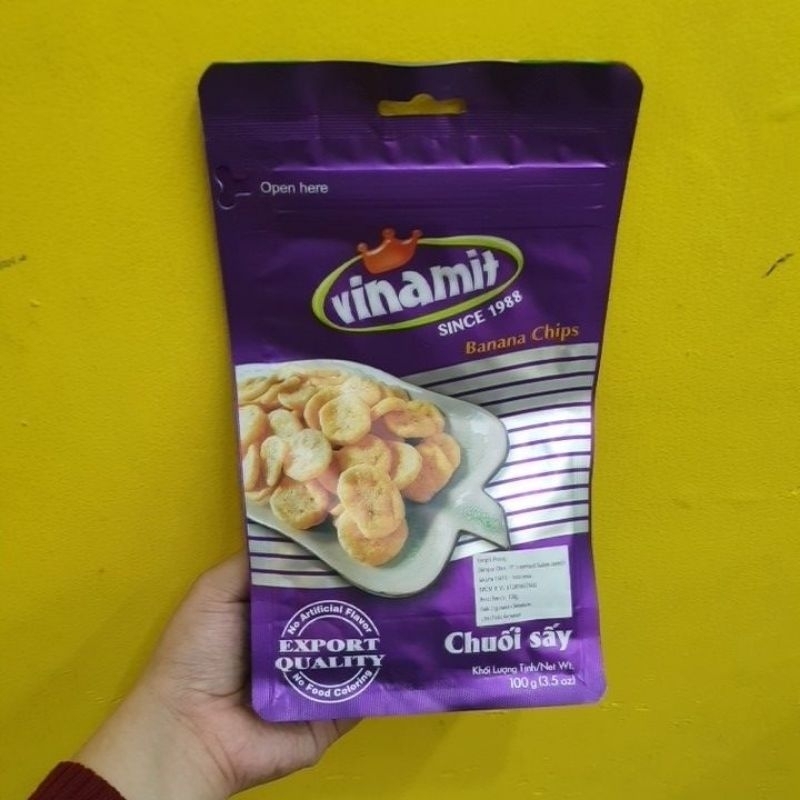 Open here
vinamit
SINCE 1988
Banana Chips
No Artificial Flavor
EXPORT
QUALITY
No Food Coloring
Chuối sấy
Khối Lượng Tịnh/Net Wt.
100 g (3.5 oz)